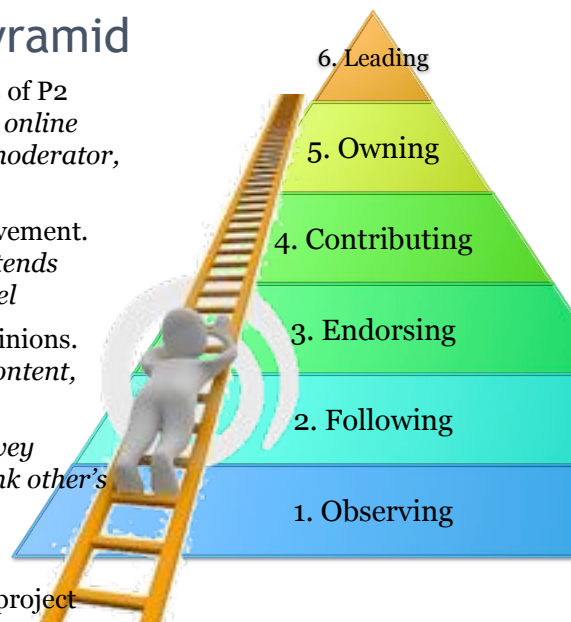 yramid
of P2
online
moderator,
vement.
tends
el
inions.
ontent,
vey
nk other's
project
6. Leading
5. Owning
4. Contributing
3. Endorsing
2. Following
1. Observing